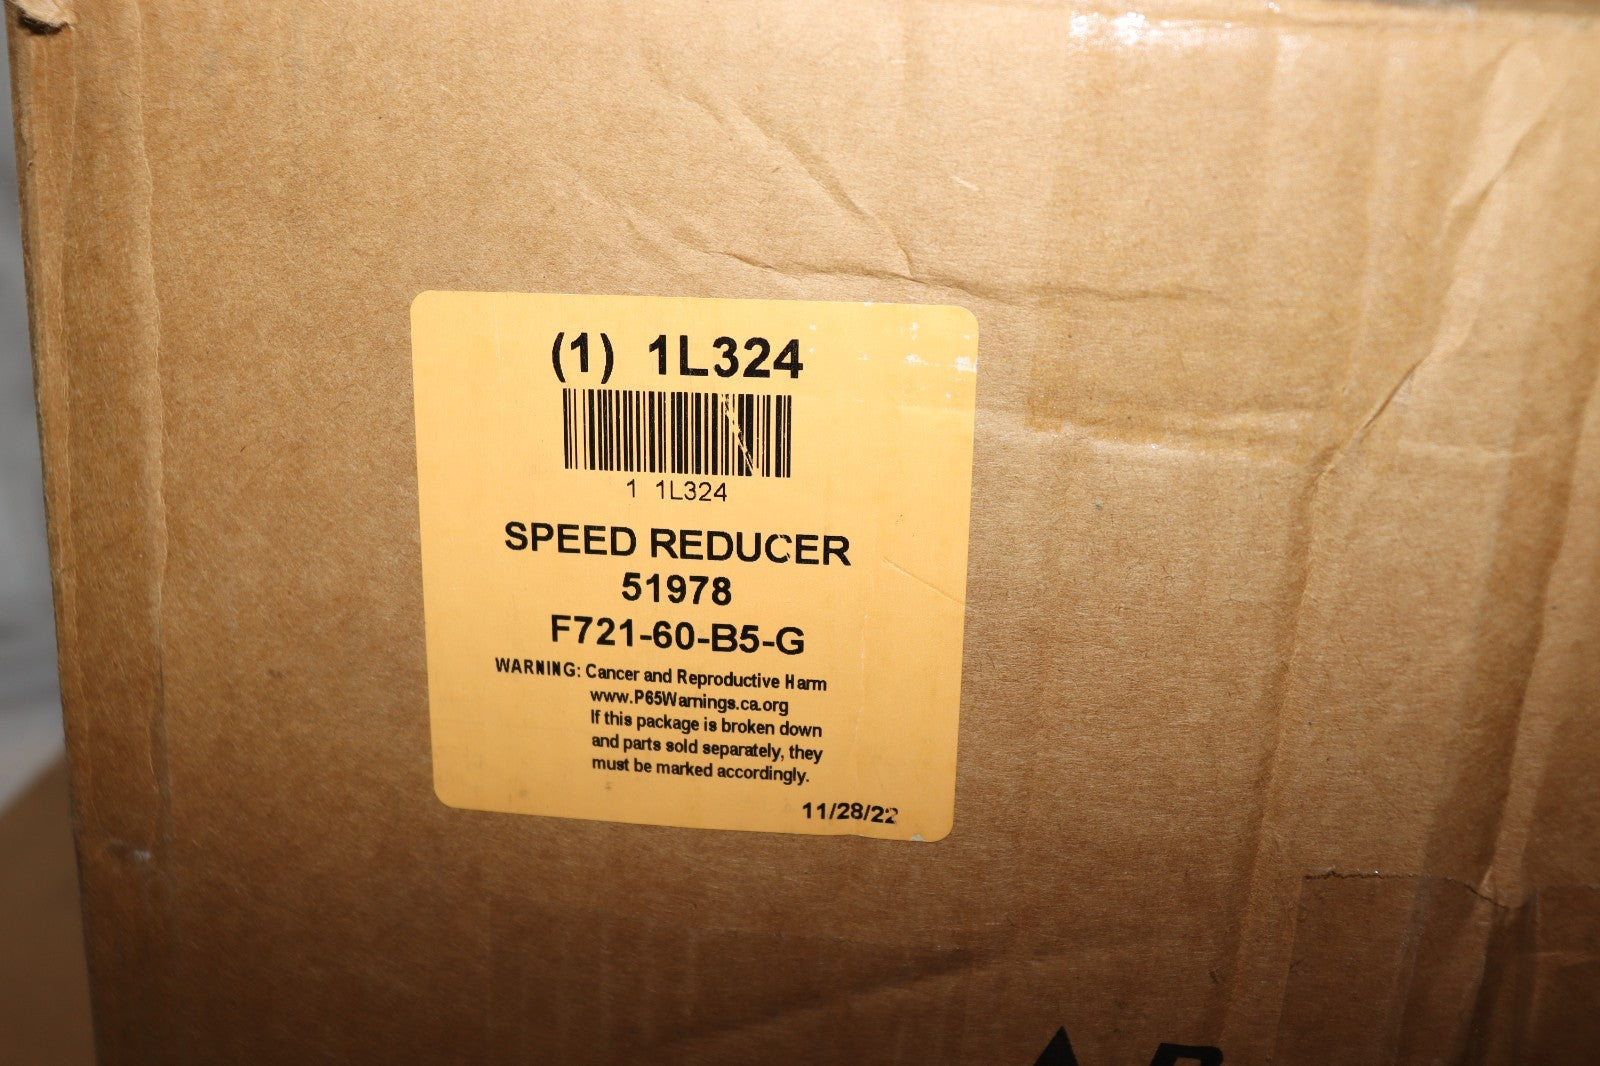 (1) 1L324
1 1L324
SPEED REDUCER
51978
F721-60-B5-G
WARNING: Cancer and Reproductive Harm
www.P65Warnings.ca.org
If this package is broken down
and parts sold separately, they
must be marked accordingly.
11/28/22